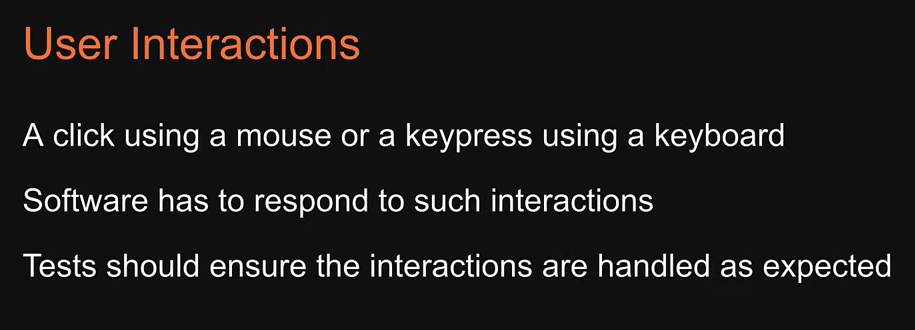 User Interactions
A click using a mouse or a keypress using a keyboard
Software has to respond to such interactions
Tests should ensure the interactions are handled as expected